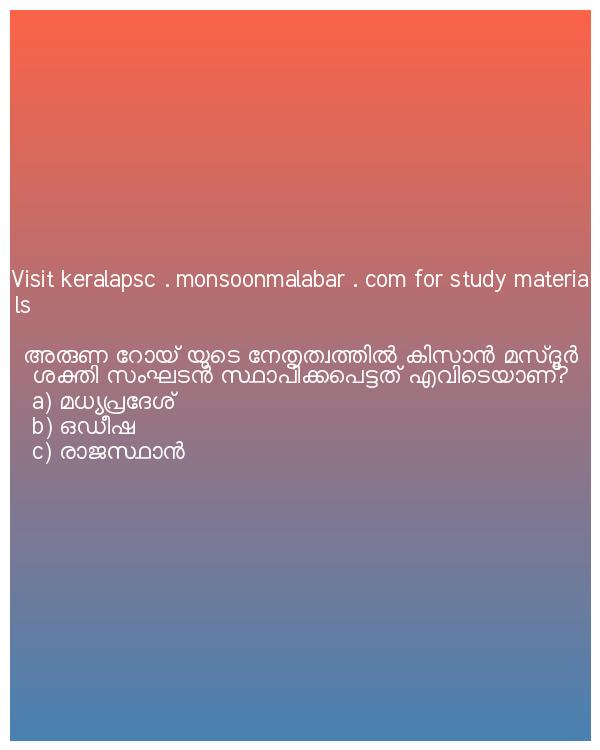 Visit keralapsc . monsoonmalabar . com for study materia
ls
അരുണ റോയ് യുടെ നേതൃത്വത്തിൽ കിസാൻ മസ്ദൂർ
ശക്തി സംഘടൻ സ്ഥാപിക്കപെട്ടത് എവിടെയാണ്?
a) മധ്യപ്രദേശ്
b) ഒഡീഷ
c) രാജസ്ഥാൻ